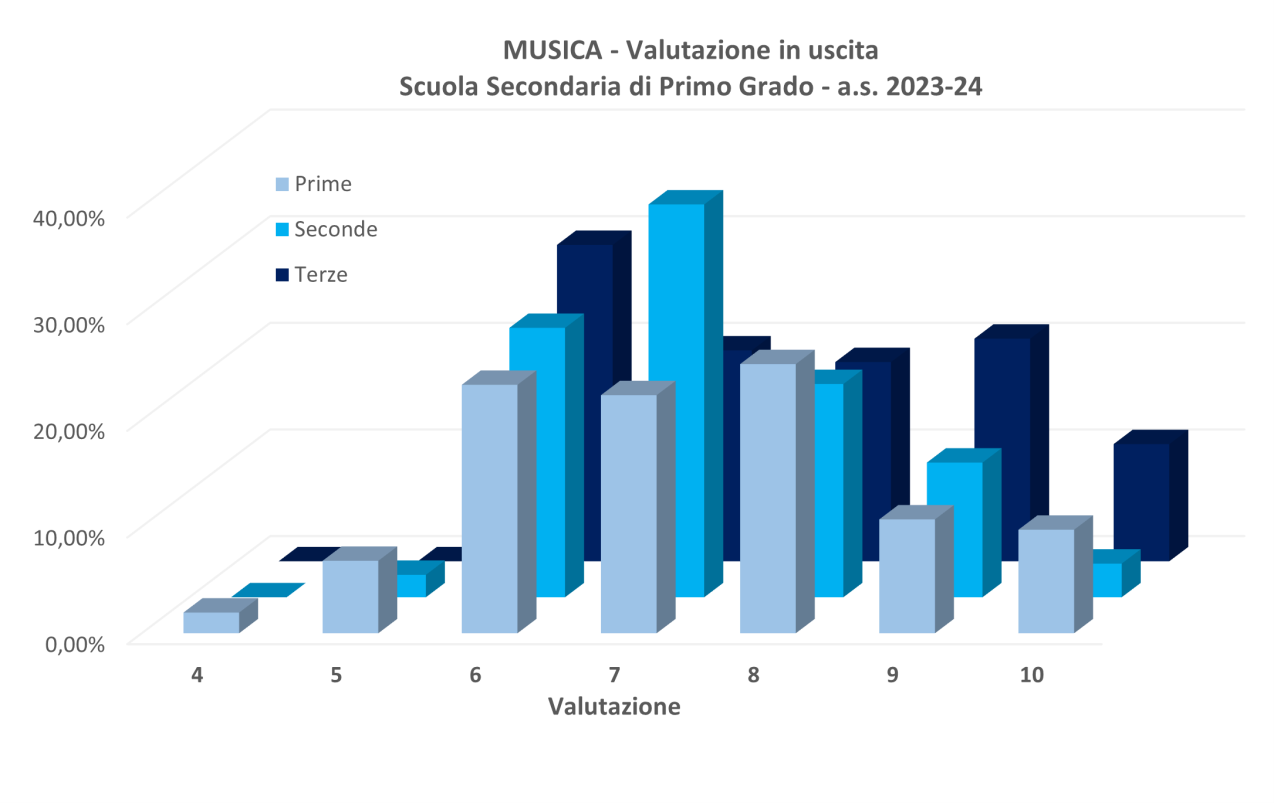 MUSICA - Valutazione in uscita
Scuola Secondaria di Primo Grado - a.s. 2023-24
Prime
Seconde
Terze
40,00%
30,00%
20,00%
10,00%
0,00%
4 5 6 7 8 9 10
Valutazione